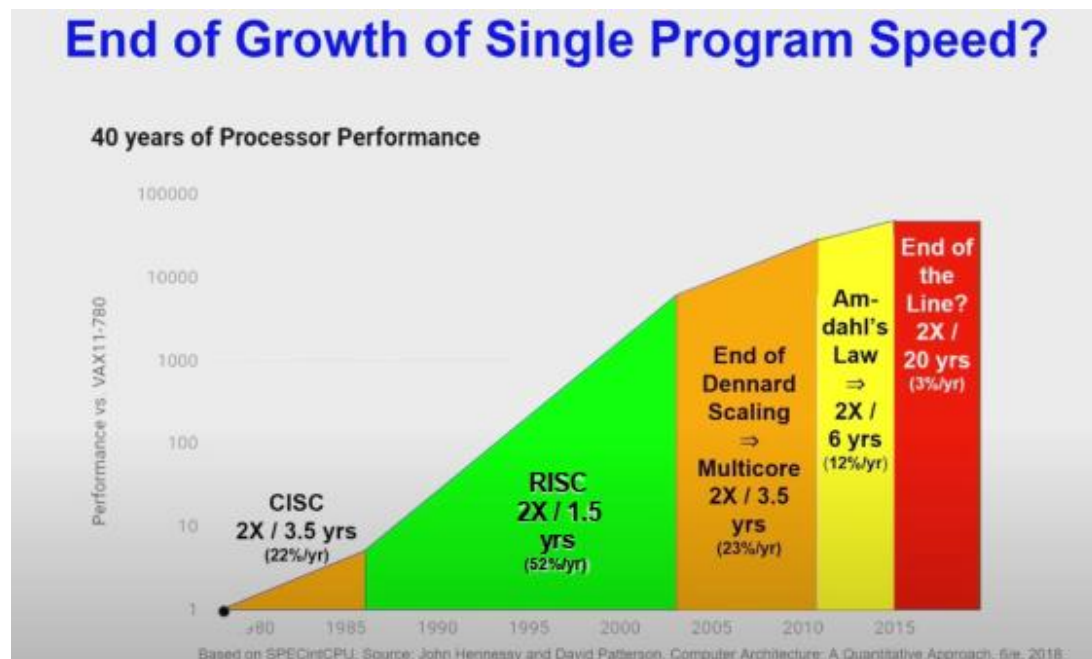 End of Growth of Single Program Speed?
40 years of Processor Performance
100000
10000
1000
100
10
1
Performance vs VAX11-780
CISC
2X / 3.5 yrs
(22%/yr)
RISC
2X / 1.5
yrs
(52%/yr)
End of
Dennard
Scaling
⇒
Multicore
2X / 3.5
yrs
(23%/yr)
Am-
dahl's
Law
⇒
2X /
6 yrs
(12%/yr)
End of
the
Line?
2X /
20 yrs
(3%/yr)
1985
1990
1995
2000
2005
2010
2015
Based on SPECintCPU. Source: John Hennessy and David Patterson, Computer Architecture: A Quantitative Approach, 6/e. 2018